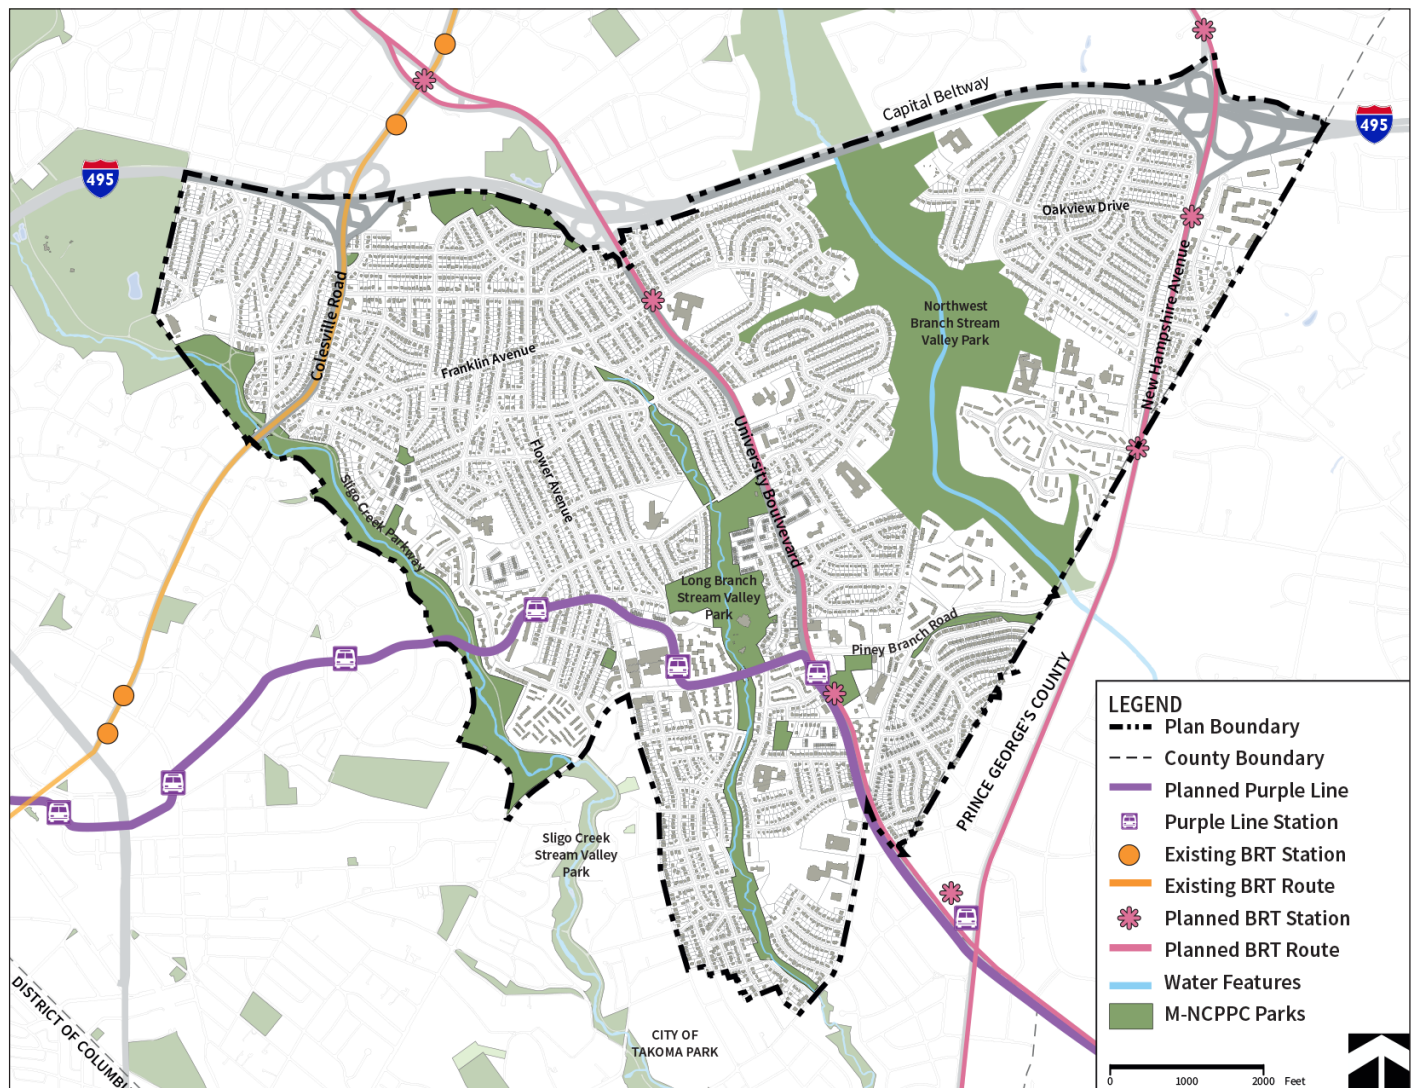 Capital Beltway
495
495
Oakview Drive
Colesville Road
New Hampshire Avenue
Northwest
Branch Stream
Valley Park
Franklin Avenue
University Boulvevard
Flower Avenue
Sligo Creek Parkway
Long Branch
Stream Valley
Park
Piney Branch Road
PRINCE GEORGE'S COUNTY
Sligo Creek
Stream Valley
Park
CITY OF
TAKOMA PARK
DISTRICT OF COLUMBI
LEGEND
Plan Boundary
County Boundary
Planned Purple Line
Purple Line Station
Existing BRT Station
Existing BRT Route
Planned BRT Station
Planned BRT Route
Water Features
M-NCPPC Parks
0 1000 2000 Feet